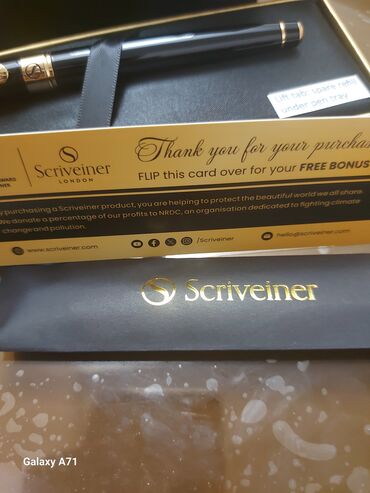 Lift tab: spare refill
under pen tray
Scriveiner
LONDON
Thank you for your
FLIP this card over for your FREE BONUS
purchasing a Scriveiner product, you are helping to protect the beautiful world we all share.
We donate a percentage of our profits to NRDC, an organisation dedicated to fighting climate
change and pollution.
www.scriveiner.com
/Scriveiner
hello@scriveiner.com
Scriveiner
Galaxy A71